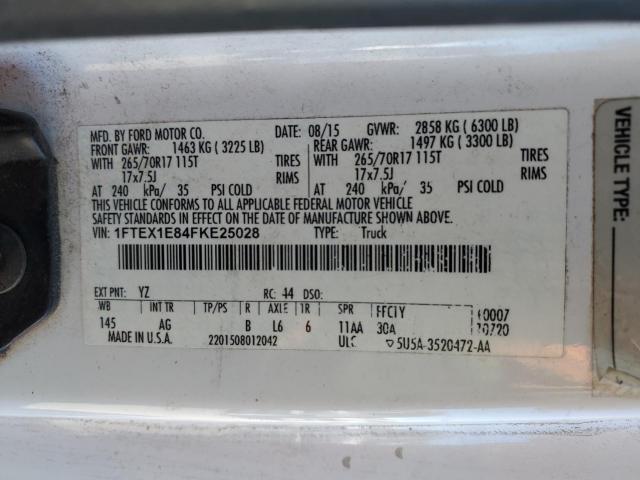 MFD. BY FORD MOTOR CO. DATE: 08/15 GVWR: 2858 KG ( 6300 LB)
FRONT GAWR: 1463 KG ( 3225 LB) REAR GAWR: 1497 KG ( 3300 LB)
WITH 265/70R17 115T TIRES WITH 265/70R17 115T TIRES
17x7.5J RIMS 17x7.5J RIMS
AT 240 kPa/ 35 PSI COLD AT 240 kPa/ 35 PSI COLD
THIS VEHICLE CONFORMS TO ALL APPLICABLE FEDERAL MOTOR VEHICLE
SAFETY STANDARDS IN EFFECT ON THE DATE OF MANUFACTURE SHOWN ABOVE.
VIN: 1FTEX1E84FKE25028 TYPE: Truck
EXT PNT: YZ RC: 44 DSO:
WB INT TR TP/PS R AXLE TR SPR
145 AG B L6 6 11AA 30A
MADE IN U.S.A. 2201508012042 5U5A-3520472-AA
VEHICLE TYPE: